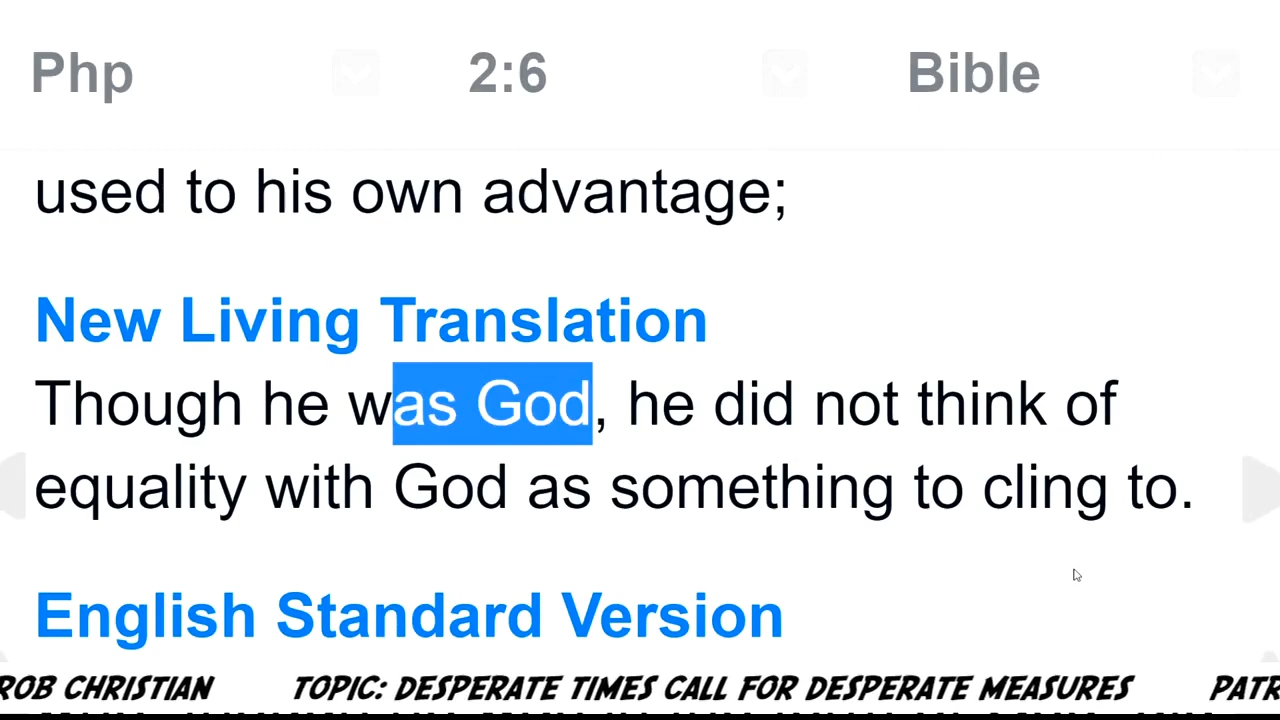 Php 2:6 Bible
used to his own advantage;
New Living Translation
Though he was God, he did not think of
equality with God as something to cling to.
English Standard Version
ROB CHRISTIAN TOPIC: DESPERATE TIMES CALL FOR DESPERATE MEASURES PATR